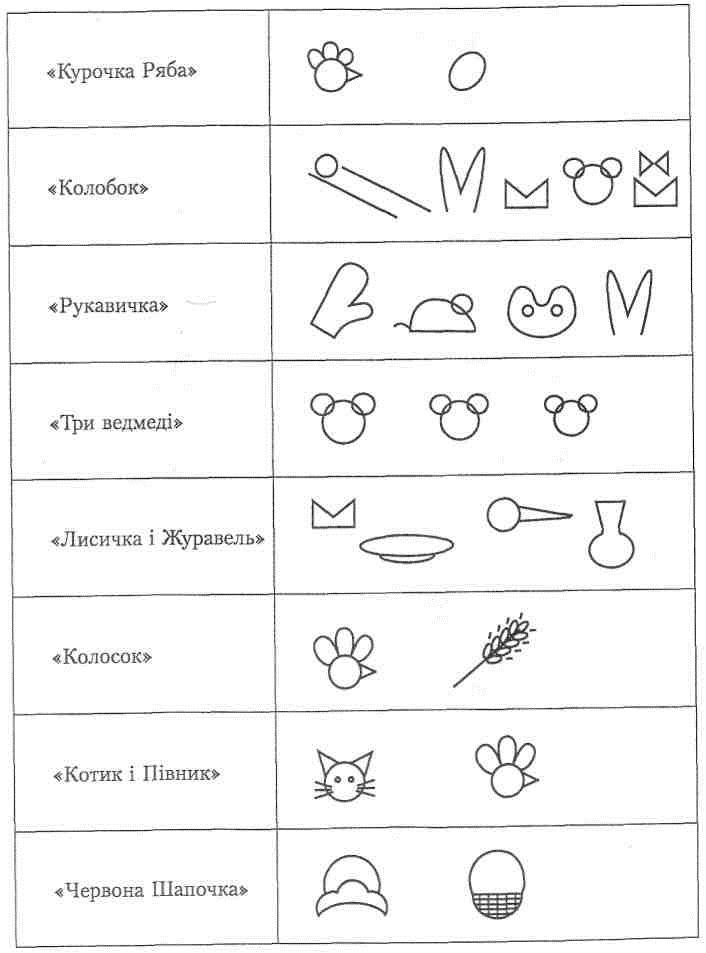 «Курочка Ряба»
«Колобок»
«Рукавичка»
«Три ведмеді»
«Лисичка і Журавель»
«Колосок»
«Котик і Півник»
«Червона Шапочка»